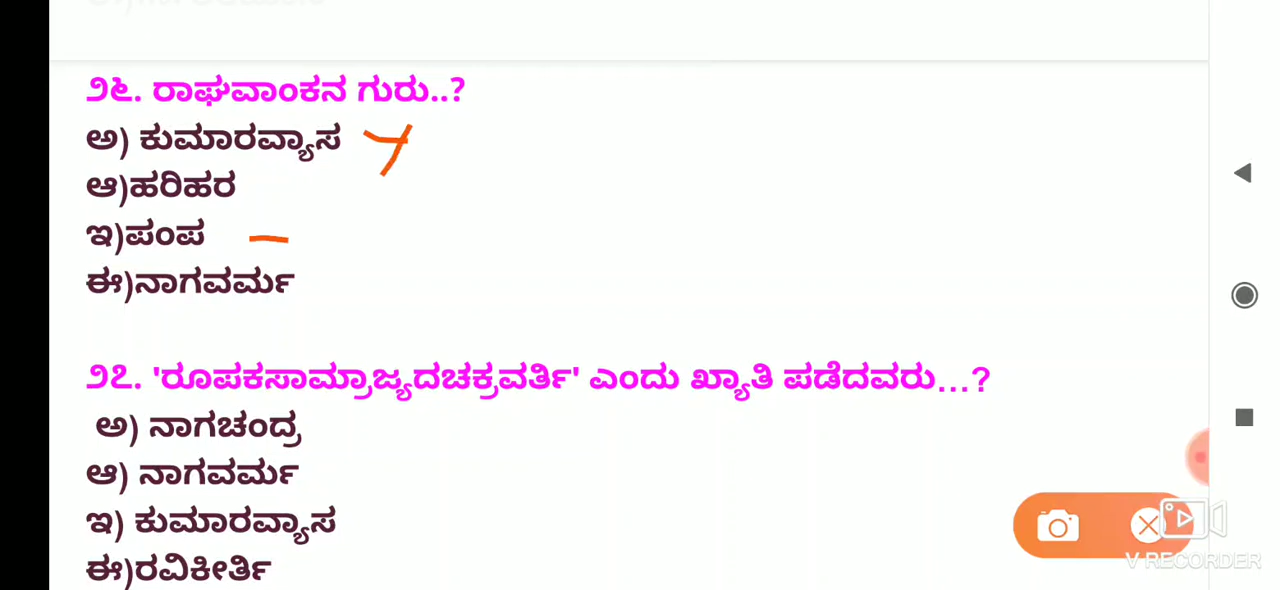 ೨೬. ರಾಘವಾಂಕನ ಗುರು..?
ಅ) ಕುಮಾರವ್ಯಾಸ
ಆ)ಹರಿಹರ
ಇ)ಪಂಪ
ಈ)ನಾಗವರ್ಮ
೨೭. 'ರೂಪಕಸಾಮ್ರಾಜ್ಯದಚಕ್ರವರ್ತಿ' ಎಂದು ಖ್ಯಾತಿ ಪಡೆದವರು...?
ಅ) ನಾಗಚಂದ್ರ
ಆ) ನಾಗವರ್ಮ
ಇ) ಕುಮಾರವ್ಯಾಸ
ಈ)ರವಿಕೀರ್ತಿ
V RECORDER